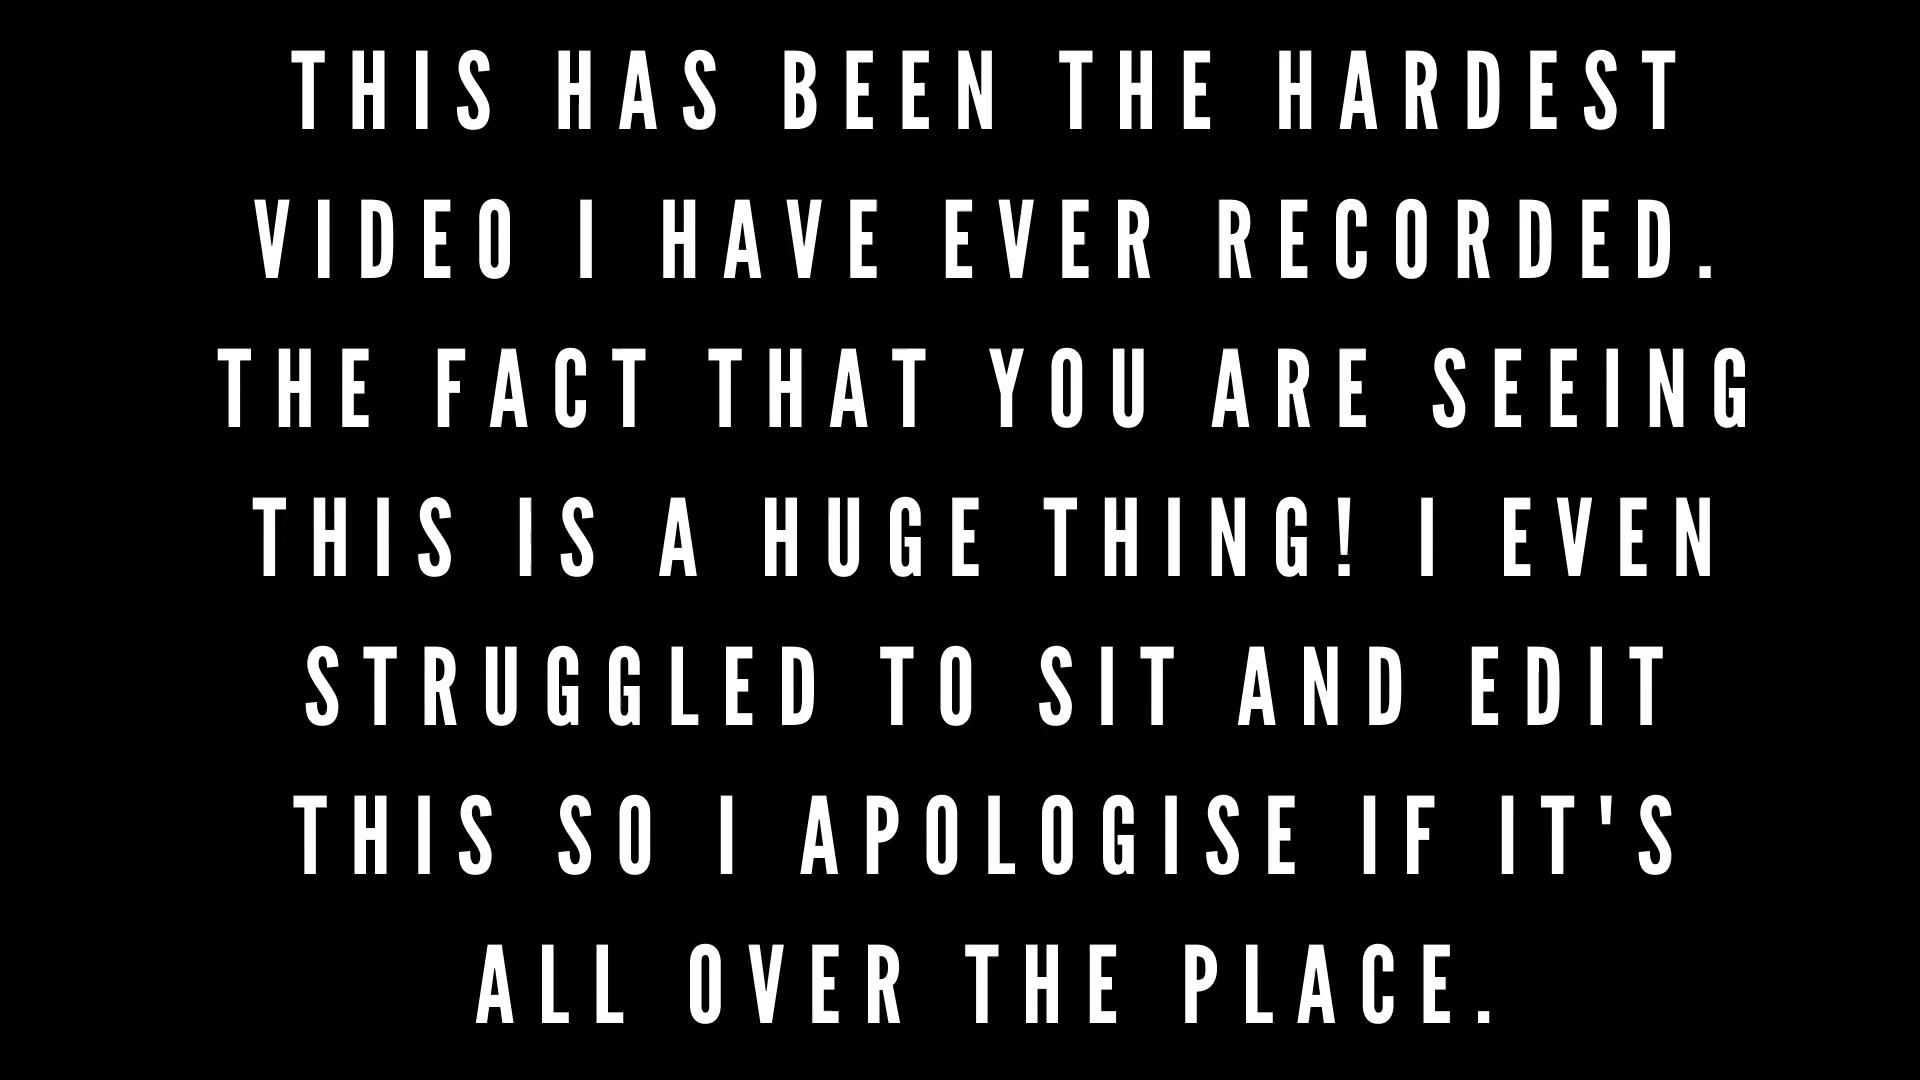 THIS HAS BEEN THE HARDEST
VIDEO I HAVE EVER RECORDED.
THE FACT THAT YOU ARE SEEING
THIS IS A HUGE THING! I EVEN
STRUGGLED TO SIT AND EDIT
THIS SO I APOLOGISE IF IT'S
ALL OVER THE PLACE.